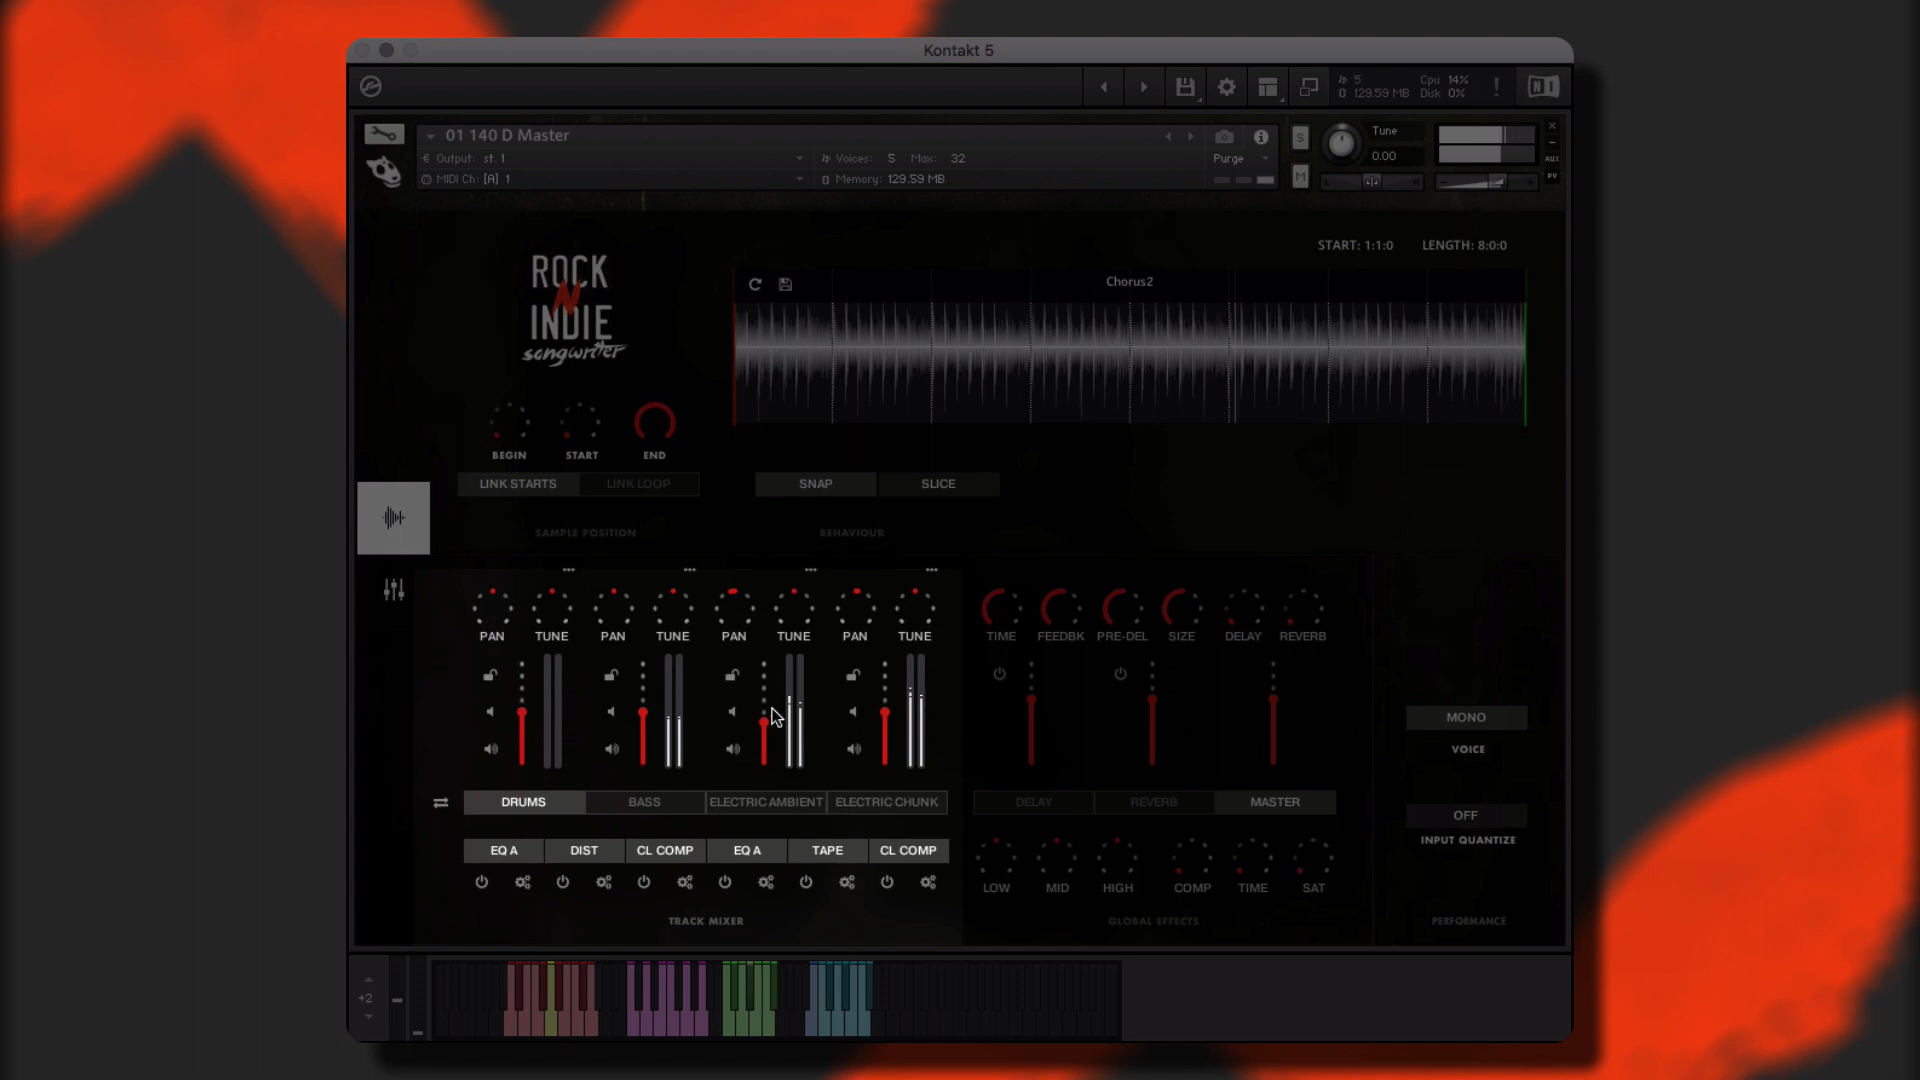 Kontakt 5
5 Cpu 14%
0 129.59 MB Disk 0%
! NI
01 140 D Master
Output: st.1 Voices: 5 Max: 32 Purge
MIDI Ch: [A] 1 Memory: 129.59 MB
S Tune
M 0.00
L R
AUX
PV
START: 1:1:0 LENGTH: 8:0:0
ROCK
N
INDIE
songwriter
Chorus2
BEGIN START END
LINK STARTS LINK LOOP SNAP SLICE
SAMPLE POSITION BEHAVIOUR
PAN TUNE PAN TUNE PAN TUNE PAN TUNE TIME FEEDBK PRE-DEL SIZE DELAY REVERB
MONO
VOICE
DRUMS BASS ELECTRIC AMBIENT ELECTRIC CHUNK DELAY REVERB MASTER
OFF
INPUT QUANTIZE
EQ A DIST CL COMP EQ A TAPE CL COMP
LOW MID HIGH COMP TIME SAT
TRACK MIXER GLOBAL EFFECTS PERFORMANCE
+2